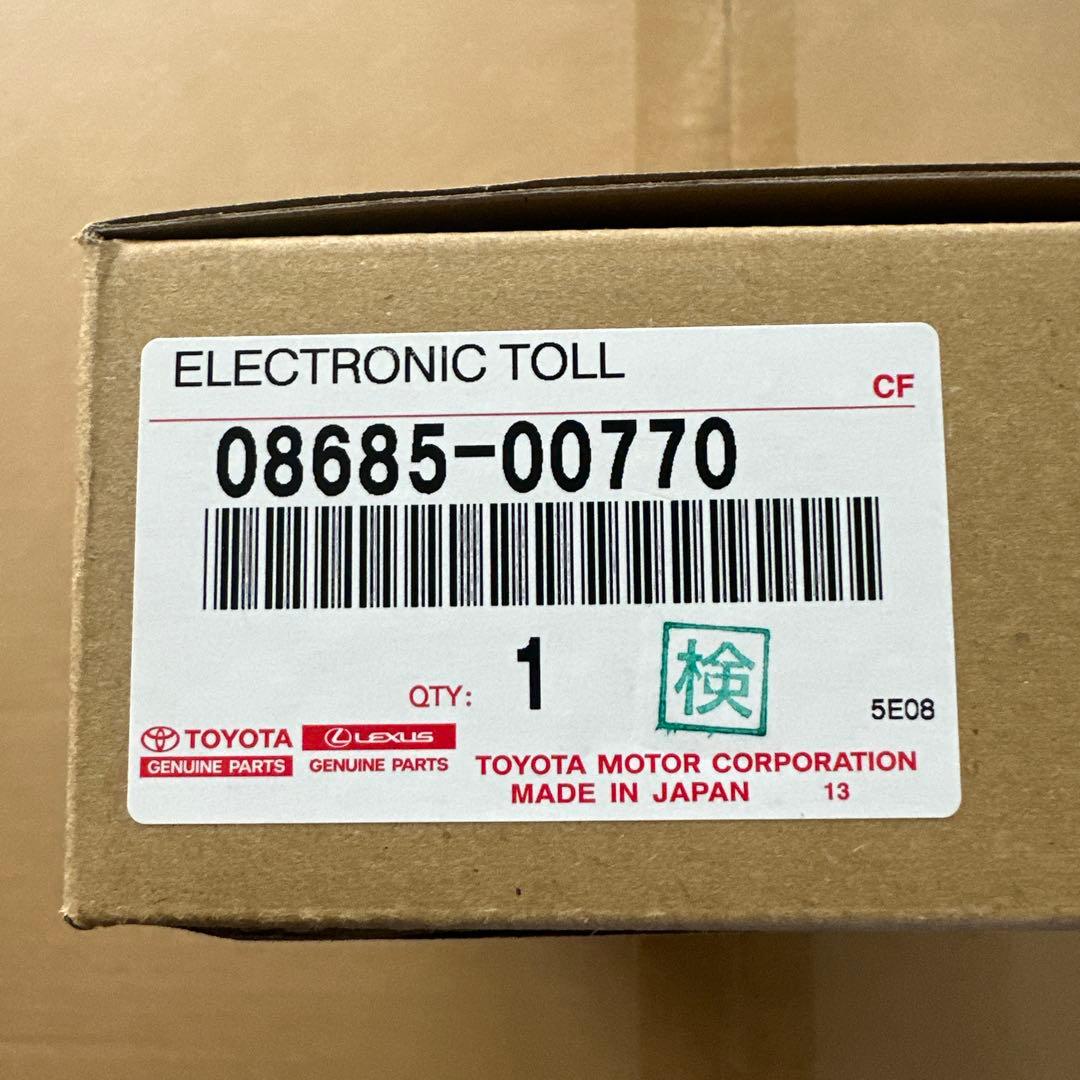 ELECTRONIC TOLL
CF
08685-00770
QTY: 1
検
5E08
TOYOTA
GENUINE PARTS
LEXUS
GENUINE PARTS
TOYOTA MOTOR CORPORATION
MADE IN JAPAN 13